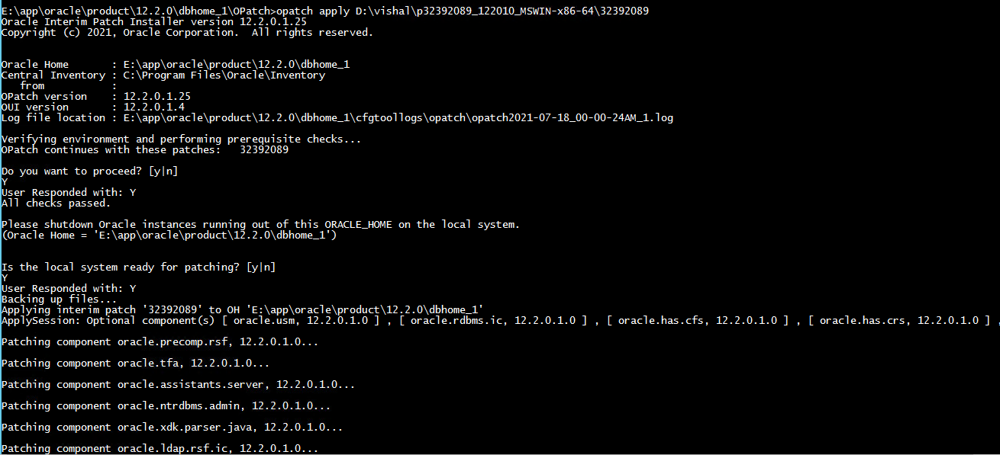 E:\app\oracle\product\12.2.0\dbhome_1\OPatch>opatch apply D:\vishal\p32392089_122010_MSWIN-x86-64\32392089
Oracle Interim Patch Installer version 12.2.0.1.25
Copyright (c) 2021, Oracle Corporation.  All rights reserved.
Oracle Home       : E:\app\oracle\product\12.2.0\dbhome_1
Central Inventory : C:\Program Files\Oracle\Inventory
   from           :
OPatch version    : 12.2.0.1.25
OUI version       : 12.2.0.1.4
Log file location : E:\app\oracle\product\12.2.0\dbhome_1\cfgtoollogs\opatch\opatch2021-07-18_00-00-24AM_1.log
Verifying environment and performing prerequisite checks...
OPatch continues with these patches:   32392089
Do you want to proceed? [y|n]
Y
User Responded with: Y
All checks passed.
Please shutdown Oracle instances running out of this ORACLE_HOME on the local system.
(Oracle Home = 'E:\app\oracle\product\12.2.0\dbhome_1')
Is the local system ready for patching? [y|n]
Y
User Responded with: Y
Backing up files...
Applying interim patch '32392089' to OH 'E:\app\oracle\product\12.2.0\dbhome_1'
ApplySession: Optional component(s) [ oracle.usm, 12.2.0.1.0 ] , [ oracle.rdbms.ic, 12.2.0.1.0 ] , [ oracle.has.cfs, 12.2.0.1.0 ] , [ oracle.has.crs, 12.2.0.1.0 ] ,
Patching component oracle.precomp.rsf, 12.2.0.1.0...
Patching component oracle.tfa, 12.2.0.1.0...
Patching component oracle.assistants.server, 12.2.0.1.0...
Patching component oracle.ntrdbms.admin, 12.2.0.1.0...
Patching component oracle.xdk.parser.java, 12.2.0.1.0...
Patching component oracle.ldap.rsf.ic, 12.2.0.1.0...